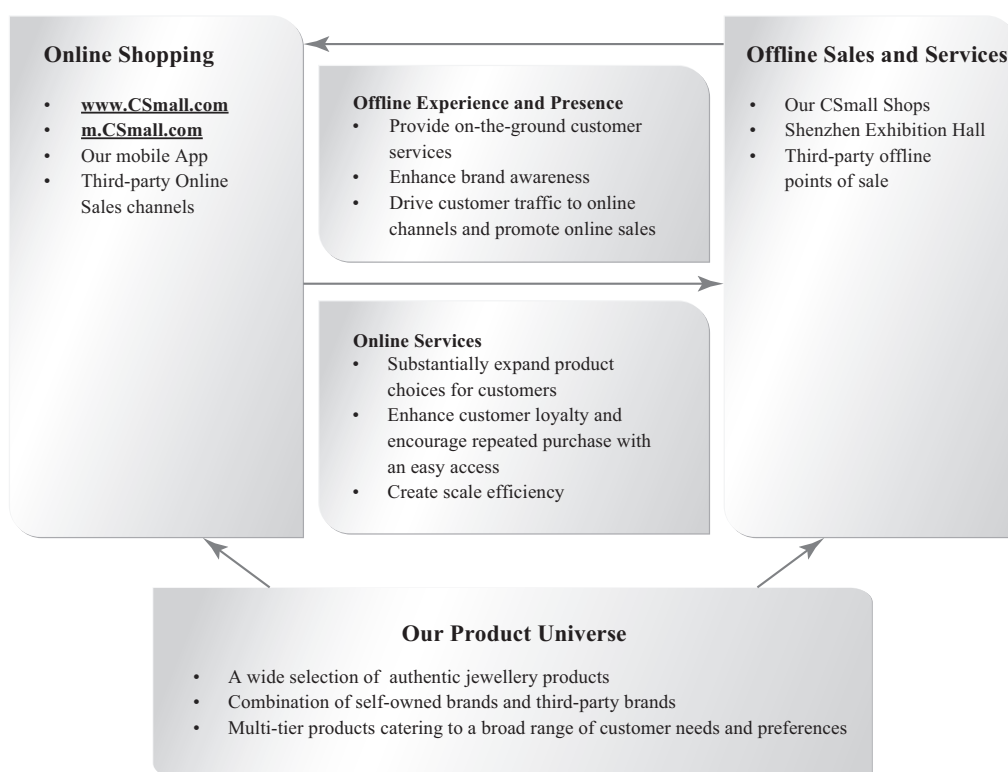 Online Shopping
• www.CSmall.com
• m.CSmall.com
• Our mobile App
• Third-party Online
Sales channels
Offline Experience and Presence
• Provide on-the-ground customer
services
• Enhance brand awareness
• Drive customer traffic to online
channels and promote online sales
Online Services
• Substantially expand product
choices for customers
• Enhance customer loyalty and
encourage repeated purchase with
an easy access
• Create scale efficiency
Offline Sales and Services
• Our CSmall Shops
• Shenzhen Exhibition Hall
• Third-party offline
points of sale
Our Product Universe
• A wide selection of authentic jewellery products
• Combination of self-owned brands and third-party brands
• Multi-tier products catering to a broad range of customer needs and preferences